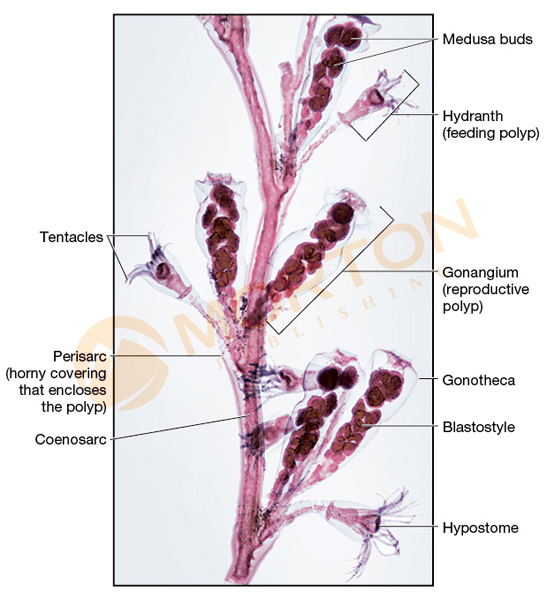 Medusa buds
Hydranth
(feeding polyp)
Tentacles
Gonangium
(reproductive
polyp)
MORTON
PUBLISHING
Perisarc
(horny covering
that encloses
the polyp)
Gonotheca
Blastostyle
Coenosarc
Hypostome